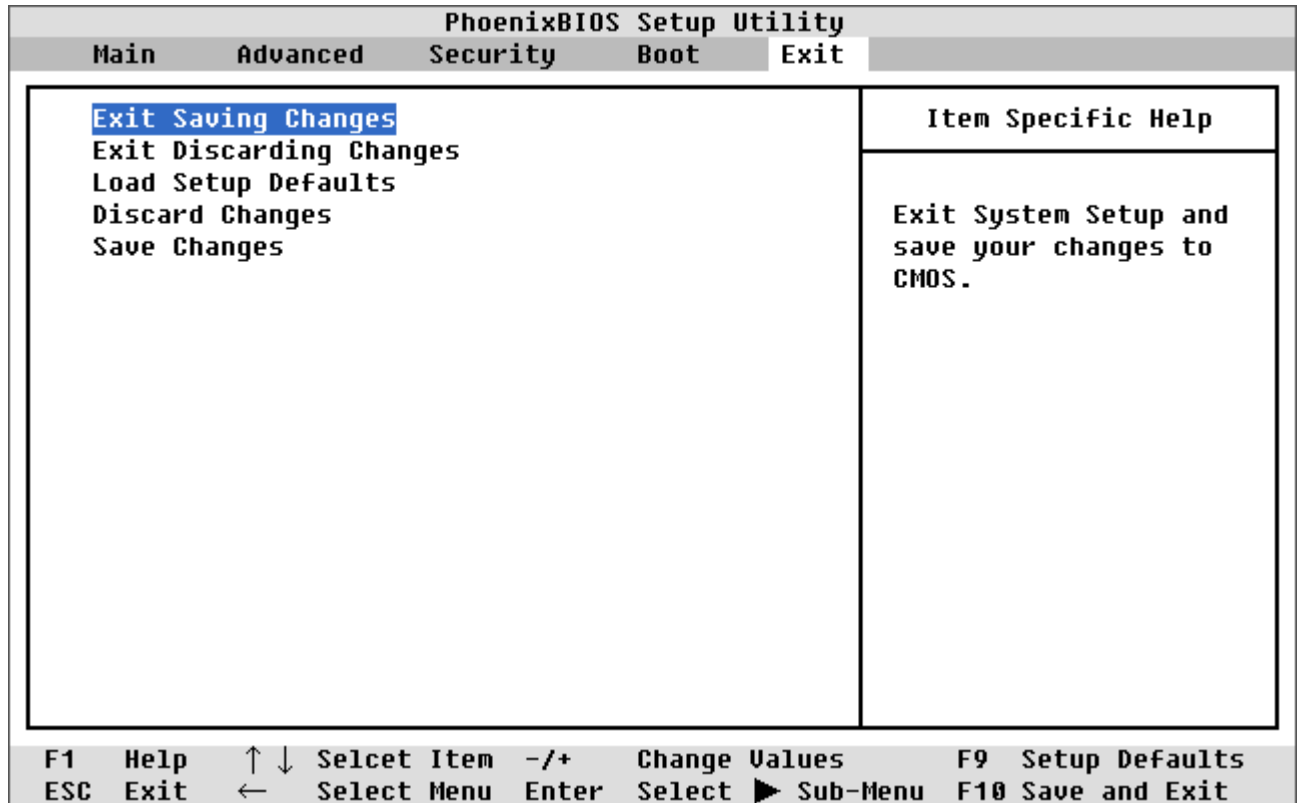 PhoenixBIOS Setup Utility
Main Advanced Security Boot Exit
Exit Saving Changes
Exit Discarding Changes
Load Setup Defaults
Discard Changes
Save Changes
Item Specific Help
Exit System Setup and
save your changes to
CMOS.
F1 Help ↑ ↓ Selcet Item -/+ Change Values F9 Setup Defaults
ESC Exit ← Select Menu Enter Select ▶ Sub-Menu F10 Save and Exit